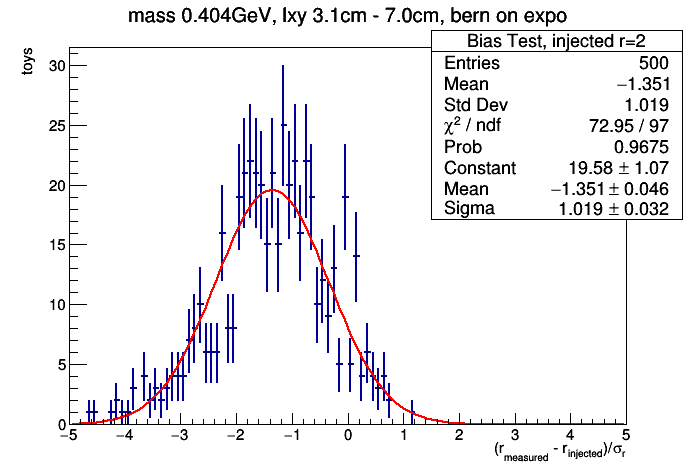 mass 0.404GeV, lxy 3.1cm - 7.0cm, bern on expo
toys
Bias Test, injected r=2
Entries 500
Mean −1.351
Std Dev 1.019
χ² / ndf 72.95 / 97
Prob 0.9675
Constant 19.58 ± 1.07
Mean −1.351 ± 0.046
Sigma 1.019 ± 0.032
30
25
20
15
10
5
0
−5 −4 −3 −2 −1 0 1 2 3 4 5
(r_measured - r_injected)/σ_r